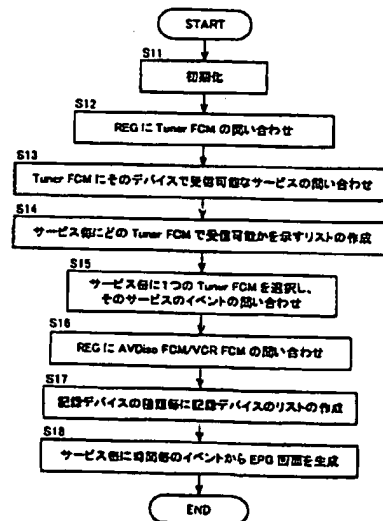 START
S11
初期化
S12
REG に Tuner FCM の問い合わせ
S13
Tuner FCM にそのデバイスで受信可能なサービスの問い合わせ
S14
サービス毎にどの Tuner FCM で受信可能かを示すリストの作成
S15
サービス毎に1つの Tuner FCM を選択し、
そのサービスのイベントの問い合わせ
S16
REG に AVDisc FCM/VCR FCM の問い合わせ
S17
記録デバイスの種類毎に記録デバイスのリストの作成
S18
サービス毎に時間毎のイベントから EPG 画面を生成
END